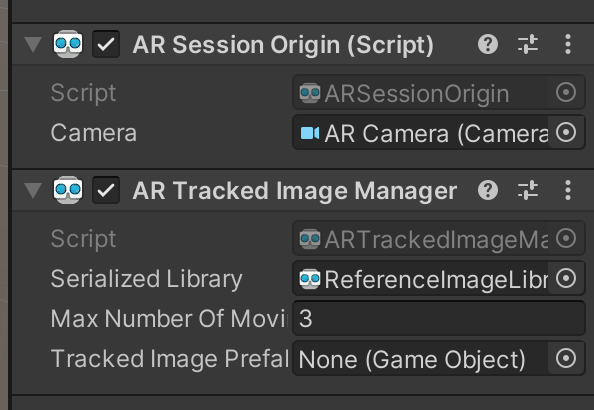 AR Session Origin (Script)
Script ARSessionOrigin
Camera AR Camera (Camera
AR Tracked Image Manager
Script ARTrackedImageMa
Serialized Library ReferenceImageLibr
Max Number Of Movi 3
Tracked Image Prefal None (Game Object)